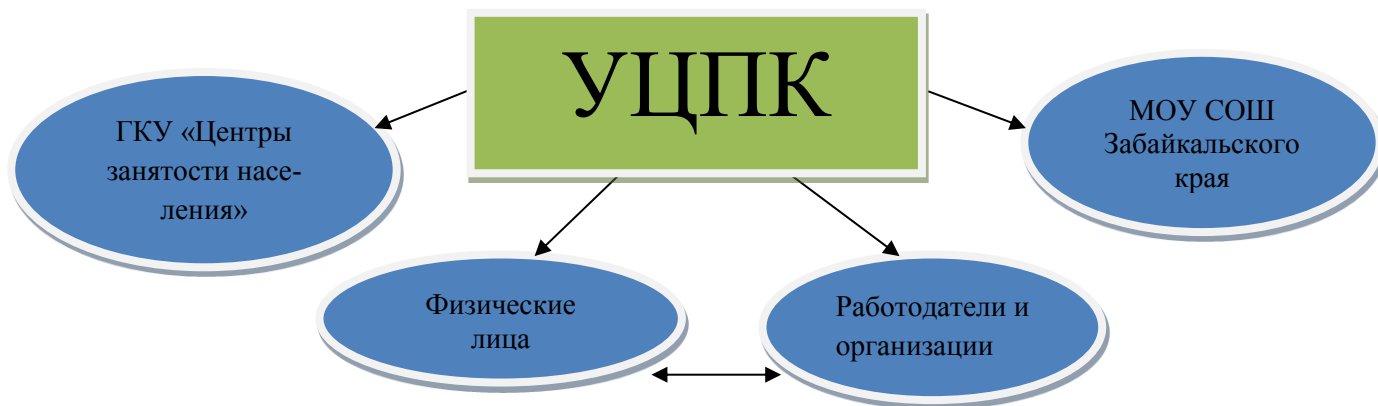 УЦПК
ГКУ «Центры
занятости насе-
ления»
МОУ СОШ
Забайкальского
края
Физические
лица
Работодатели и
организации